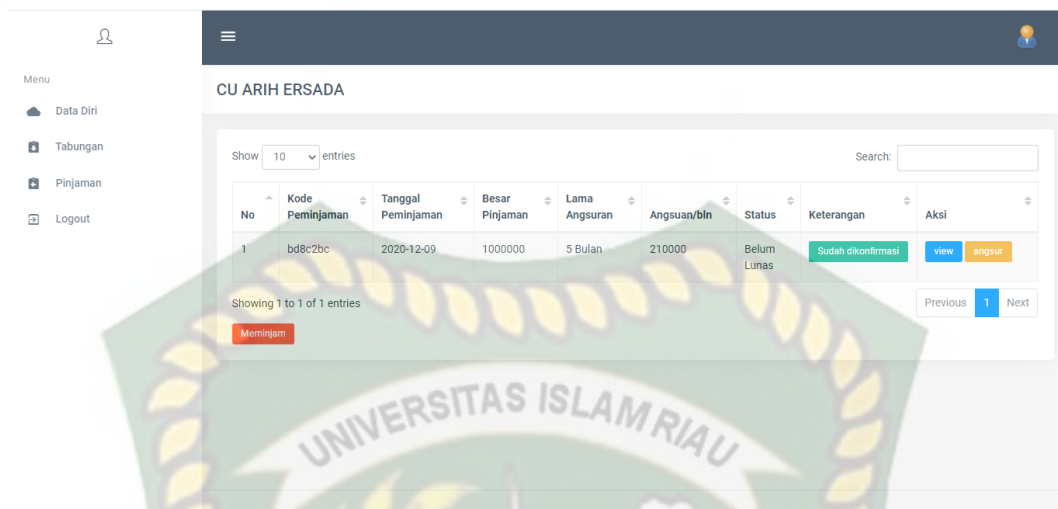 Menu
Data Diri
Tabungan
Pinjaman
Logout
CU ARIH ERSADA
Show 10 entries
Search:
No Kode Peminjaman Tanggal Peminjaman Besar Pinjaman Lama Angsuran Angsuan/bln Status Keterangan Aksi
1 bd8c2bc 2020-12-09 1000000 5 Bulan 210000 Belum Lunas Sudah dikonfirmasi view angsur
Showing 1 to 1 of 1 entries
Previous 1 Next
Meminjam
UNIVERSITAS ISLAM RIAU